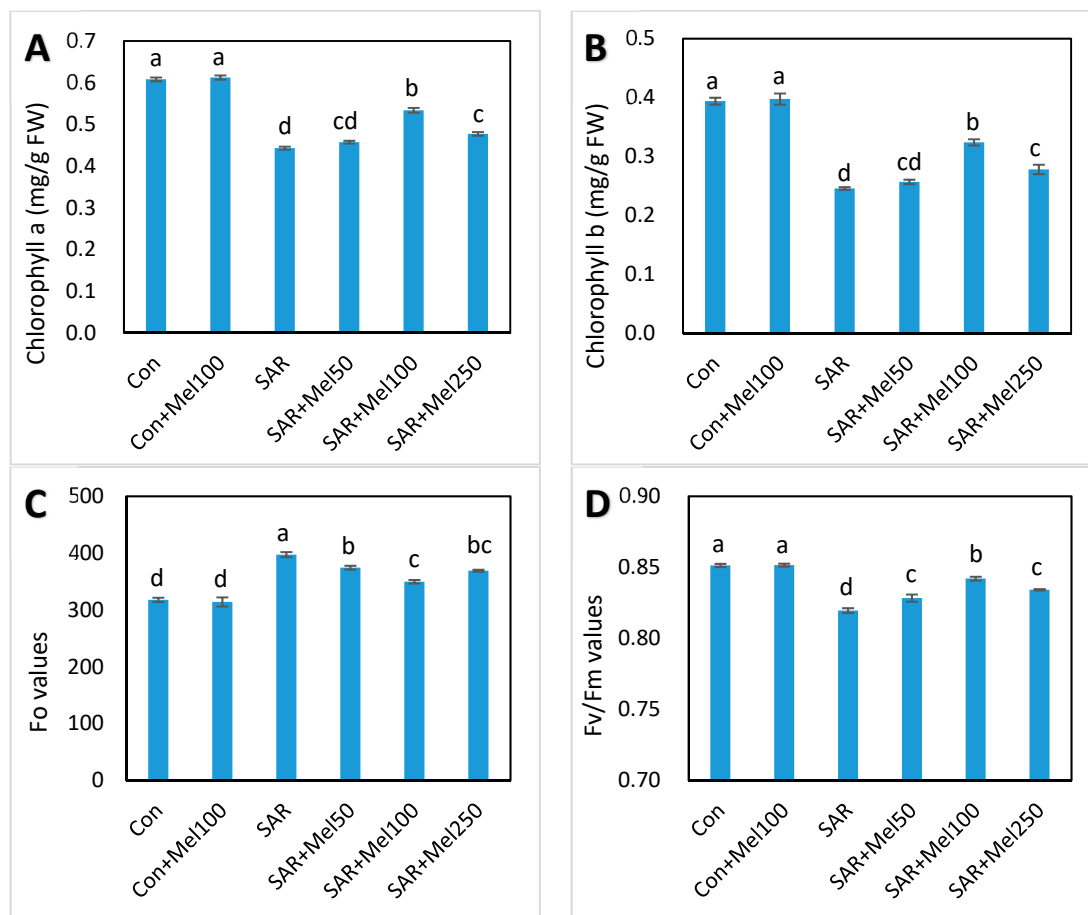 A
Chlorophyll a (mg/g FW)
0.7
0.6
0.5
0.4
0.3
0.2
0.1
0.0
a
a
d
cd
b
c
Con
Con+Mel100
SAR
SAR+Mel50
SAR+Mel100
SAR+Mel250
B
Chlorophyll b (mg/g FW)
0.5
0.4
0.3
0.2
0.1
0.0
a
a
d
cd
b
c
Con
Con+Mel100
SAR
SAR+Mel50
SAR+Mel100
SAR+Mel250
C
Fo values
500
400
300
200
100
0
d
d
a
b
c
bc
Con
Con+Mel100
SAR
SAR+Mel50
SAR+Mel100
SAR+Mel250
D
Fv/Fm values
0.90
0.85
0.80
0.75
0.70
a
a
d
c
b
c
Con
Con+Mel100
SAR
SAR+Mel50
SAR+Mel100
SAR+Mel250